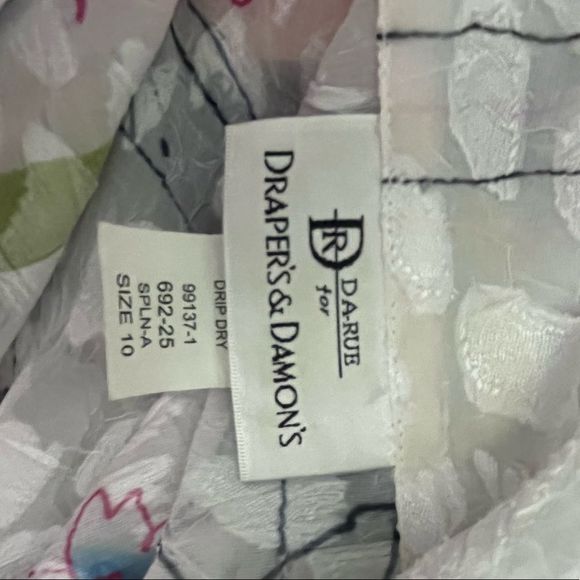 DR DA-RUE
for
DRAPER'S & DAMON'S
DRIP DRY
99137-1
692-25
SPLN-A
SIZE 10